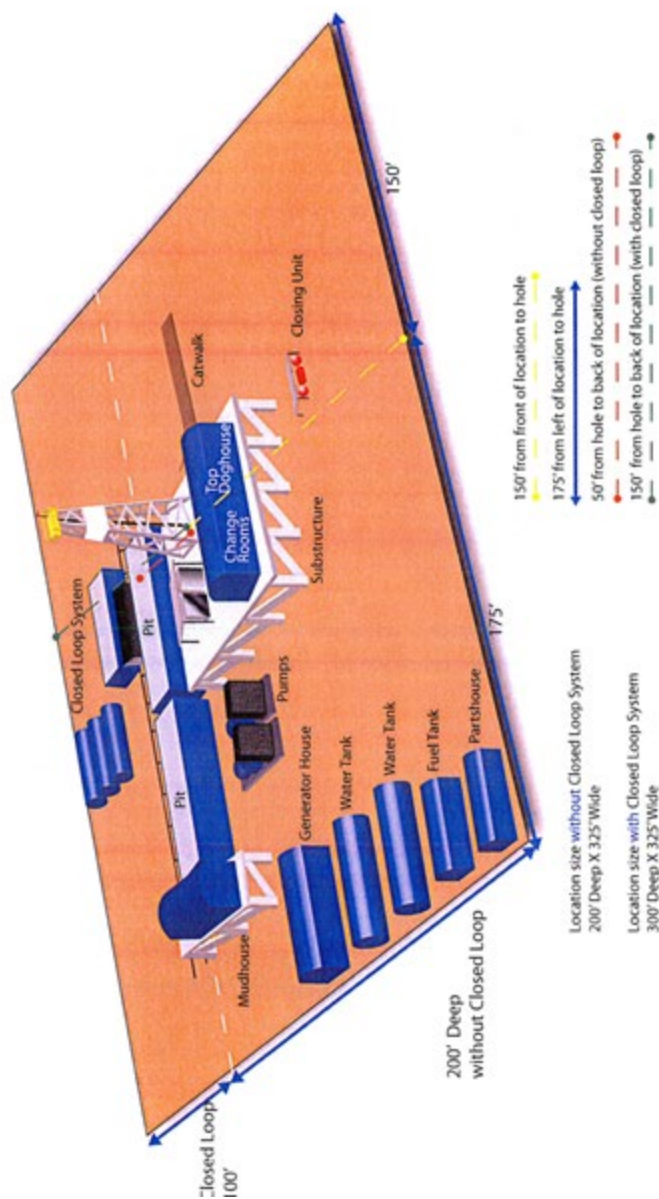 Closed Loop
100'
200' Deep
without Closed Loop
Mudhouse
Pit
Closed Loop System
Pit
Generator House
Water Tank
Water Tank
Fuel Tank
Partshouse
Pumps
Change
Rooms
Top
Doghouse
Substructure
Catwalk
Closing Unit
175'
150'
Location size without Closed Loop System
200' Deep X 325' Wide
Location size with Closed Loop System
300' Deep X 325' Wide
150' from front of location to hole
175' from left of location to hole
50' from hole to back of location (without closed loop)
150' from hole to back of location (with closed loop)